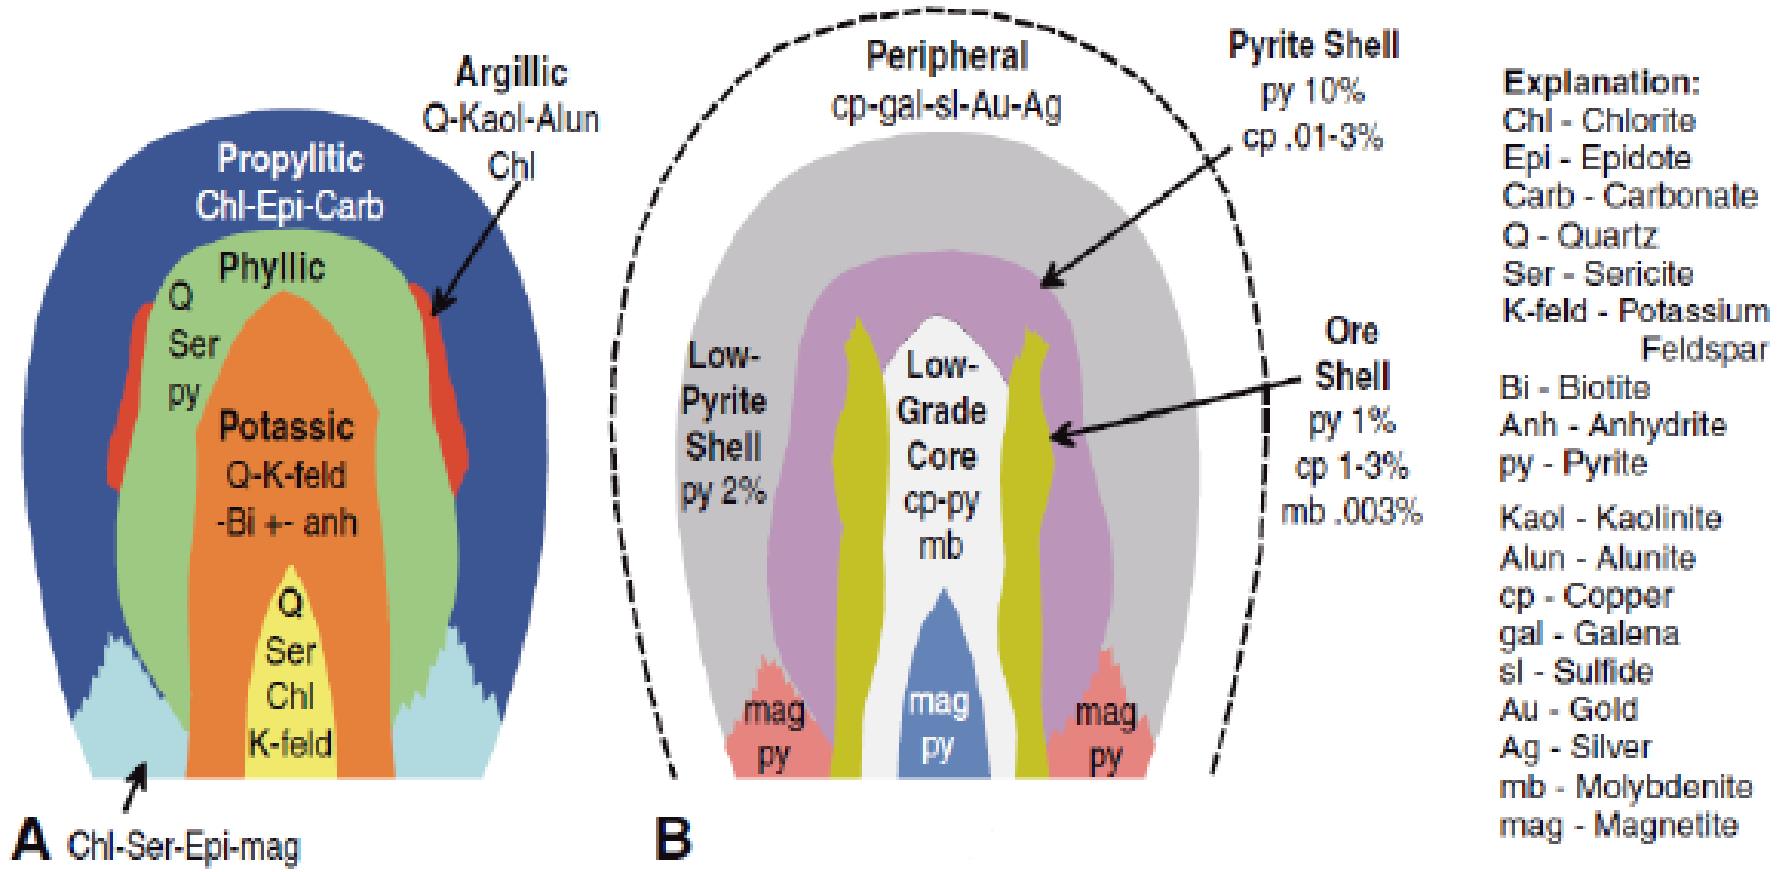 Argillic
Q-Kaol-Alun
Chl
Propylitic
Chl-Epi-Carb
Phyllic
Q
Ser
py
Potassic
Q-K-feld
-Bi +- anh
Q
Ser
Chl
K-feld
A Chl-Ser-Epi-mag
Peripheral
cp-gal-sl-Au-Ag
Pyrite Shell
py 10%
cp .01-3%
Low-
Pyrite
Shell
py 2%
Low-
Grade
Core
cp-py
mb
Ore
Shell
py 1%
cp 1-3%
mb .003%
mag
py
mag
py
mag
py
B
Explanation:
Chl - Chlorite
Epi - Epidote
Carb - Carbonate
Q - Quartz
Ser - Sericite
K-feld - Potassium
Feldspar
Bi - Biotite
Anh - Anhydrite
py - Pyrite
Kaol - Kaolinite
Alun - Alunite
cp - Copper
gal - Galena
sl - Sulfide
Au - Gold
Ag - Silver
mb - Molybdenite
mag - Magnetite